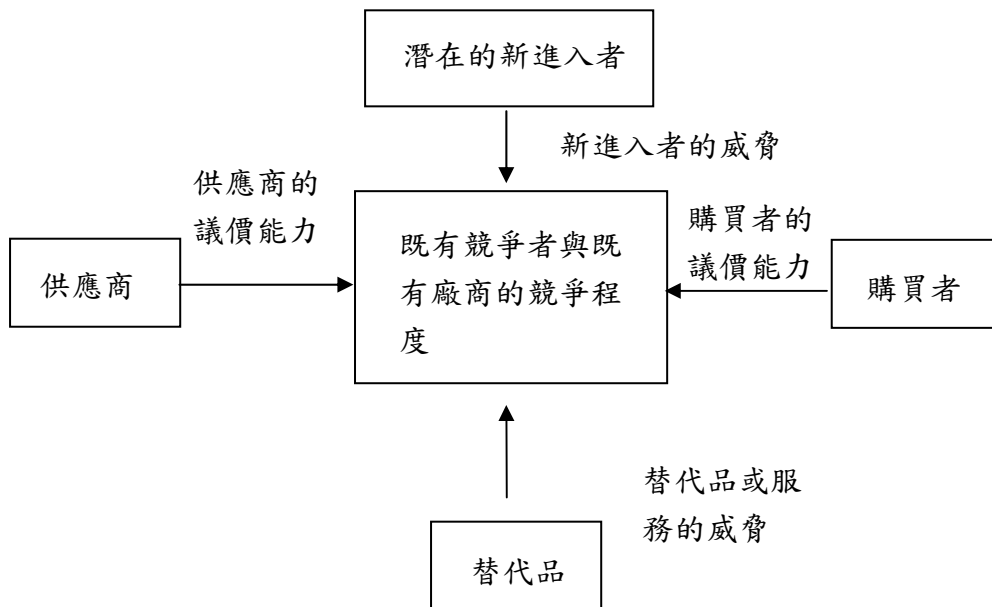 潛在的新進入者
新進入者的威脅
供應商的
議價能力
供應商
既有競爭者與既
有廠商的競爭程
度
購買者的
議價能力
購買者
替代品或服
務的威脅
替代品